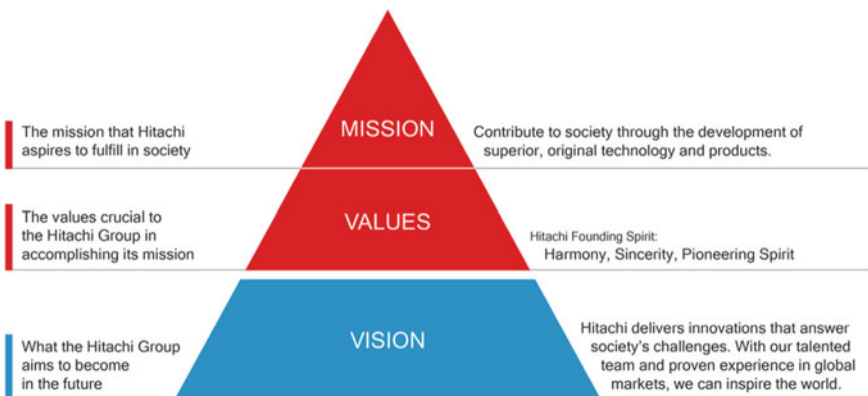 MISSION
The mission that Hitachi
aspires to fulfill in society
Contribute to society through the development of
superior, original technology and products.
VALUES
The values crucial to
the Hitachi Group in
accomplishing its mission
Hitachi Founding Spirit:
Harmony, Sincerity, Pioneering Spirit
VISION
What the Hitachi Group
aims to become
in the future
Hitachi delivers innovations that answer
society's challenges. With our talented
team and proven experience in global
markets, we can inspire the world.